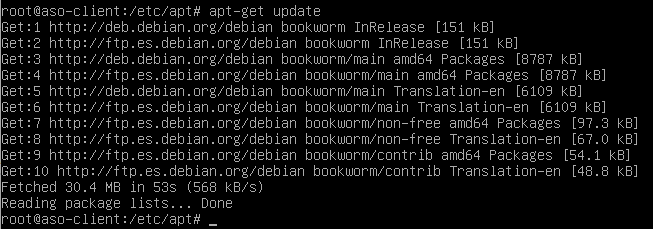 root@aso-client:/etc/apt# apt-get update
Get:1 http://deb.debian.org/debian bookworm InRelease [151 kB]
Get:2 http://ftp.es.debian.org/debian bookworm InRelease [151 kB]
Get:3 http://deb.debian.org/debian bookworm/main amd64 Packages [8787 kB]
Get:4 http://ftp.es.debian.org/debian bookworm/main amd64 Packages [8787 kB]
Get:5 http://deb.debian.org/debian bookworm/main Translation-en [6109 kB]
Get:6 http://ftp.es.debian.org/debian bookworm/main Translation-en [6109 kB]
Get:7 http://ftp.es.debian.org/debian bookworm/non-free amd64 Packages [97.3 kB]
Get:8 http://ftp.es.debian.org/debian bookworm/non-free Translation-en [67.0 kB]
Get:9 http://ftp.es.debian.org/debian bookworm/contrib amd64 Packages [54.1 kB]
Get:10 http://ftp.es.debian.org/debian bookworm/contrib Translation-en [48.8 kB]
Fetched 30.4 MB in 53s (568 kB/s)
Reading package lists... Done
root@aso-client:/etc/apt# _